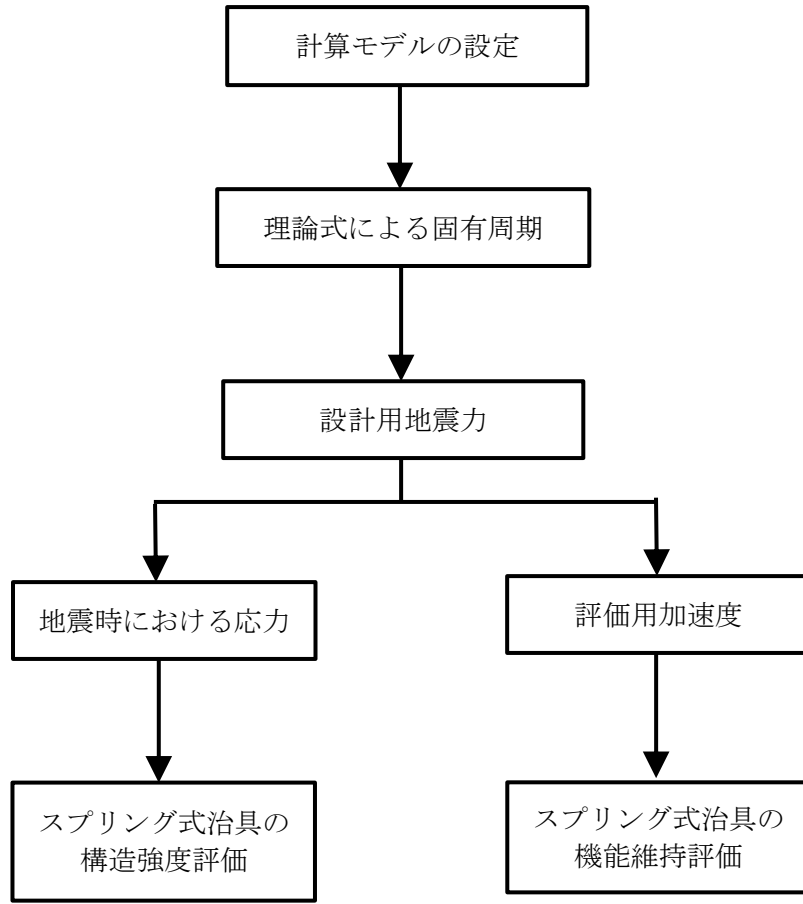 計算モデルの設定
理論式による固有周期
設計用地震力
地震時における応力
評価用加速度
スプリング式治具の
構造強度評価
スプリング式治具の
機能維持評価